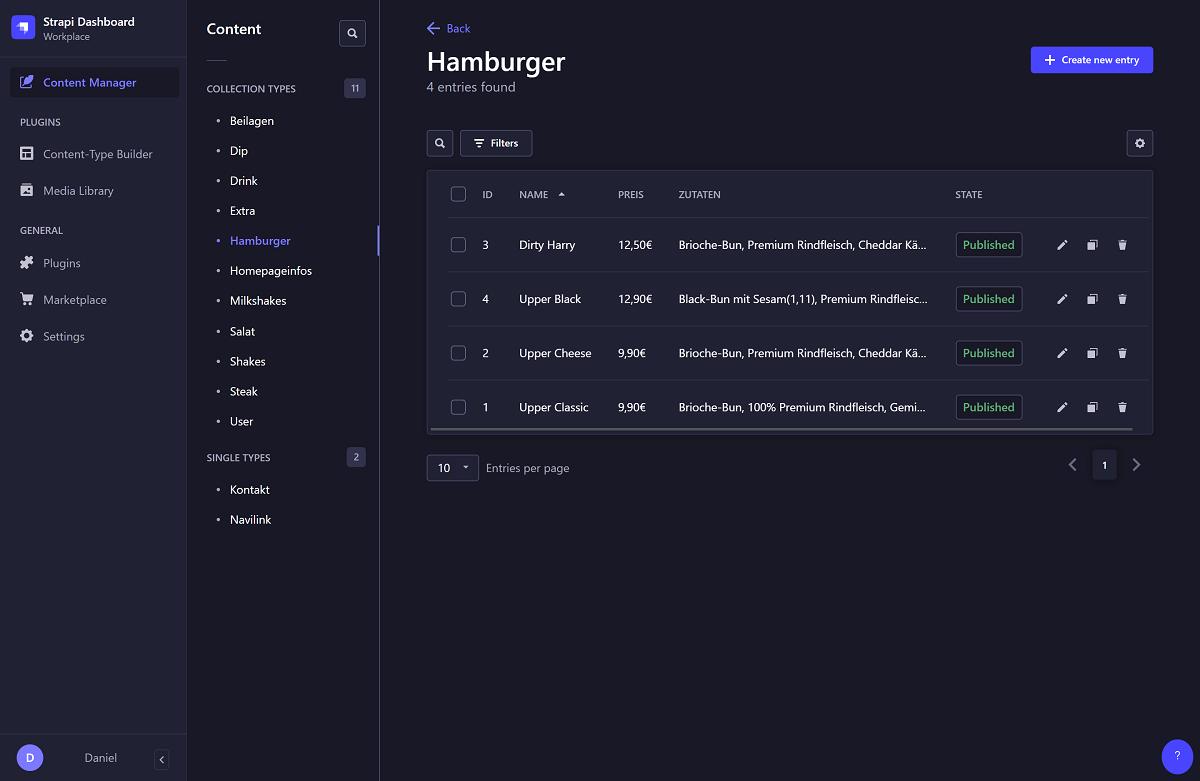 Strapi Dashboard
Workplace
Content Manager
PLUGINS
Content-Type Builder
Media Library
GENERAL
Plugins
Marketplace
Settings
D Daniel
Content
COLLECTION TYPES 11
Beilagen
Dip
Drink
Extra
Hamburger
Homepageinfos
Milkshakes
Salat
Shakes
Steak
User
SINGLE TYPES 2
Kontakt
Navilink
Back
Hamburger
4 entries found
Create new entry
Filters
ID NAME PREIS ZUTATEN STATE
3 Dirty Harry 12,50€ Brioche-Bun, Premium Rindfleisch, Cheddar Kä... Published
4 Upper Black 12,90€ Black-Bun mit Sesam(1,11), Premium Rindfleisc... Published
2 Upper Cheese 9,90€ Brioche-Bun, Premium Rindfleisch, Cheddar Kä... Published
1 Upper Classic 9,90€ Brioche-Bun, 100% Premium Rindfleisch, Gemi... Published
10 Entries per page
1
?